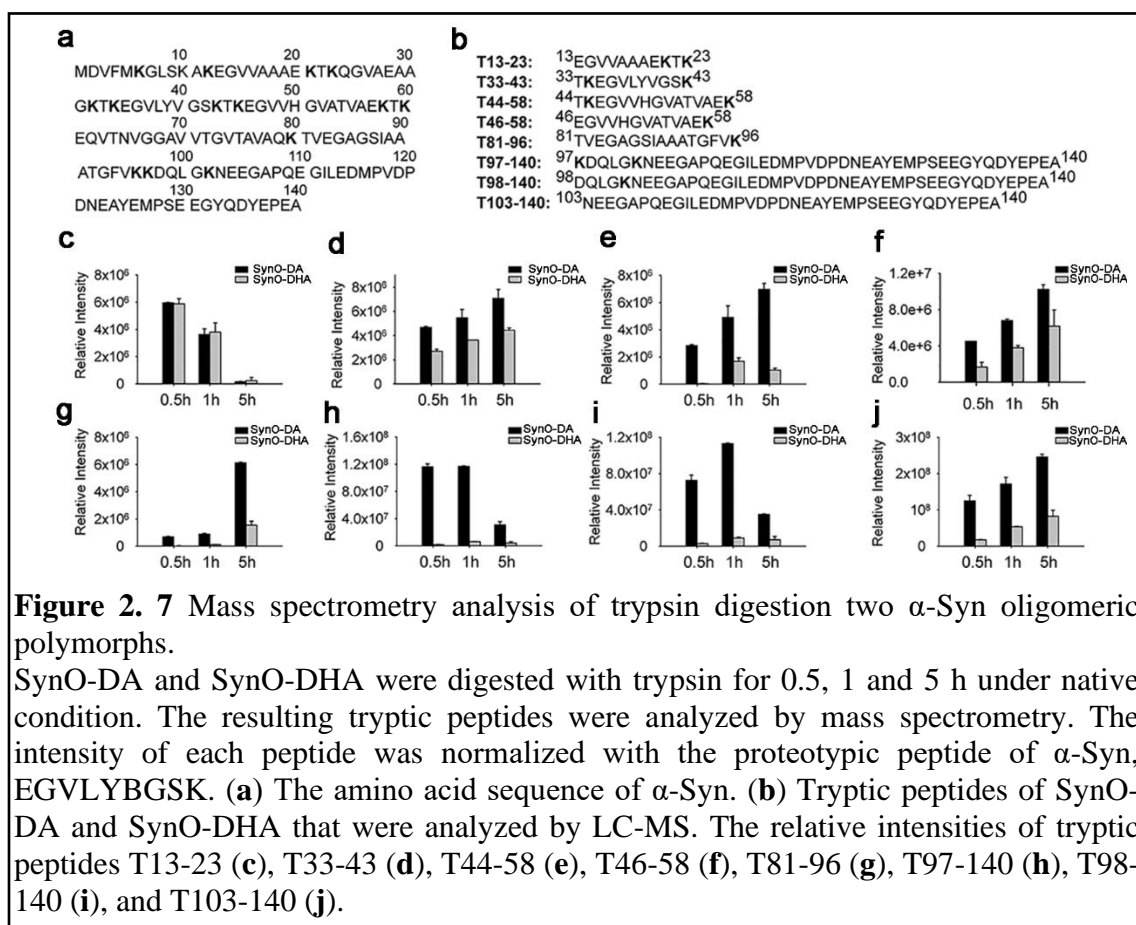 a
10 20 30
MDVFMKGLSK AKEGVVAAAE KTKQGVAEAA
40 50 60
GKTKEGVLYV GSKTKEGVVH GVATVAEKTK
70 80 90
EQVTNVGGAV VTGVTAVAQK TVEGAGSIAA
100 110 120
ATGFVKKDQL GKNEEGAPQE GILEDMPVDP
130 140
DNEAYEMPSE EGYQDYEPEA
b
T13-23: 13EGVVAAAEKTK23
T33-43: 33TKEGVLYVGSK43
T44-58: 44TKEGVVHGVATVAEK58
T46-58: 46EGVVHGVATVAEK58
T81-96: 81TVEGAGSIAAATGFVK96
T97-140: 97KDQLGKNEEGAPQEGILEDMPVDPDNEAYEMPSEEGYQDYEPEA140
T98-140: 98DQLGKNEEGAPQEGILEDMPVDPDNEAYEMPSEEGYQDYEPEA140
T103-140: 103NEEGAPQEGILEDMPVDPDNEAYEMPSEEGYQDYEPEA140
c
SynO-DA
SynO-DHA
Relative Intensity
8x10⁶
6x10⁶
4x10⁶
2x10⁶
0
0.5h 1h 5h
d
SynO-DA
SynO-DHA
Relative Intensity
8x10⁶
6x10⁶
4x10⁶
2x10⁶
0
0.5h 1h 5h
e
SynO-DA
SynO-DHA
Relative Intensity
8x10⁶
6x10⁶
4x10⁶
2x10⁶
0
0.5h 1h 5h
f
SynO-DA
SynO-DHA
Relative Intensity
1.2e+7
8.0e+6
4.0e+6
0.0
0.5h 1h 5h
g
SynO-DA
SynO-DHA
Relative Intensity
8x10⁶
6x10⁶
4x10⁶
2x10⁶
0
0.5h 1h 5h
h
SynO-DA
SynO-DHA
Relative Intensity
1.6x10⁸
1.2x10⁸
8.0x10⁷
4.0x10⁷
0
0.5h 1h 5h
i
SynO-DA
SynO-DHA
Relative Intensity
1.2x10⁸
8.0x10⁷
4.0x10⁷
0
0.5h 1h 5h
j
SynO-DA
SynO-DHA
Relative Intensity
3x10⁸
2x10⁸
10⁸
0
0.5h 1h 5h
Figure 2. 7 Mass spectrometry analysis of trypsin digestion two α-Syn oligomeric
polymorphs.
SynO-DA and SynO-DHA were digested with trypsin for 0.5, 1 and 5 h under native
condition. The resulting tryptic peptides were analyzed by mass spectrometry. The
intensity of each peptide was normalized with the proteotypic peptide of α-Syn,
EGVLYBGSK. (a) The amino acid sequence of α-Syn. (b) Tryptic peptides of SynO-
DA and SynO-DHA that were analyzed by LC-MS. The relative intensities of tryptic
peptides T13-23 (c), T33-43 (d), T44-58 (e), T46-58 (f), T81-96 (g), T97-140 (h), T98-
140 (i), and T103-140 (j).